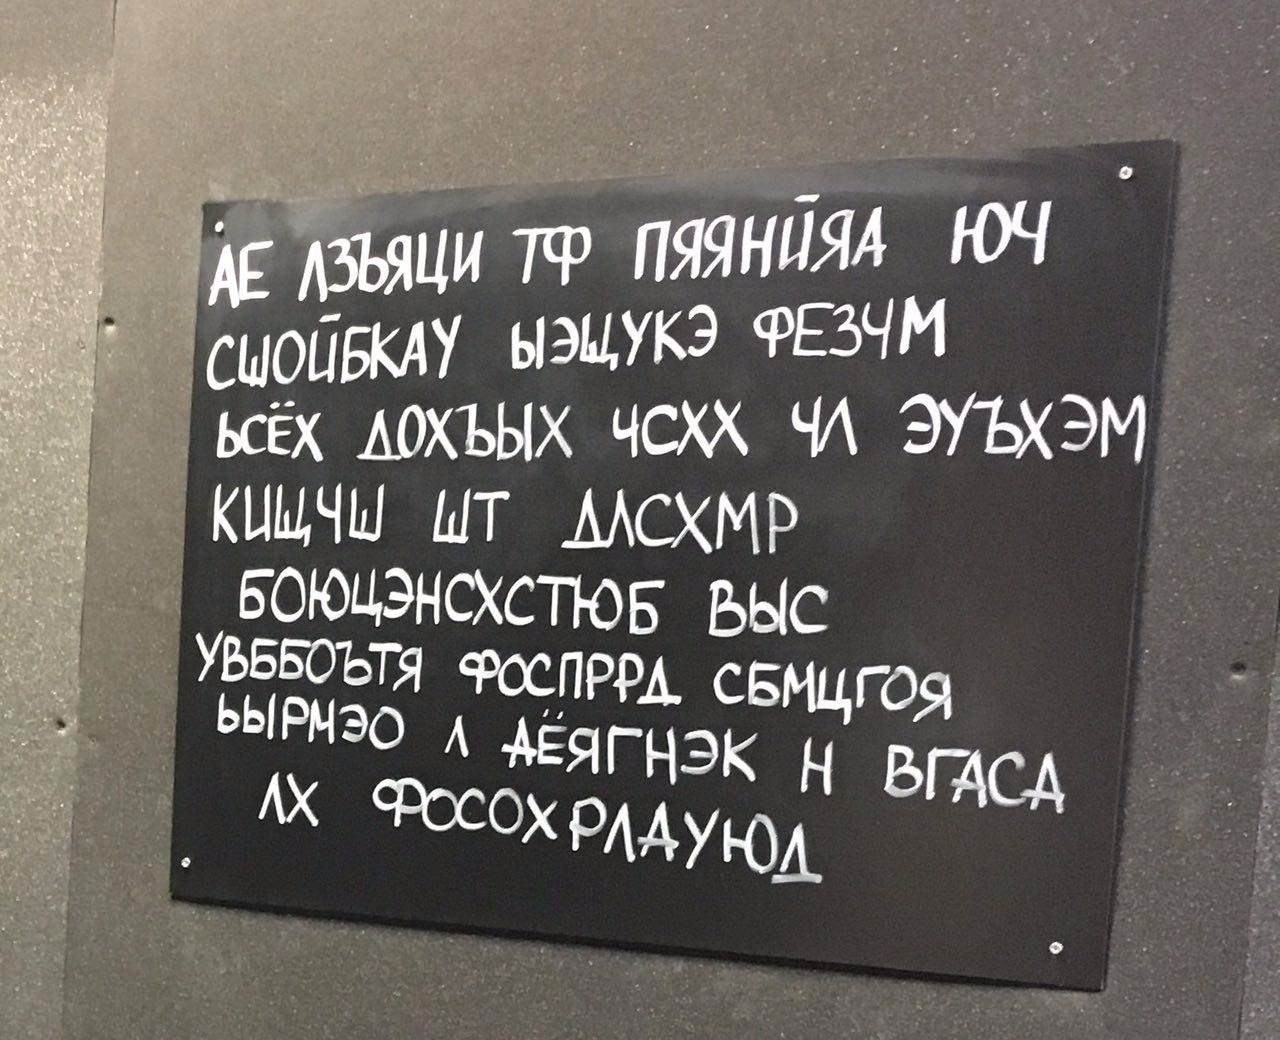 АЕ ЛЗЪЯЦИ ТФ ПЯЯНЙЯА ЮЧ
СШОЙБКАУ ЫЭЩУКЭ ФЕЗЧМ
ЬСЁХ ДОХЪЫХ ЧСХХ ЧЛ ЭУЪХЭМ
КИЩЧШ ШТ ДЛСХМР
БОЮЦЭНСХСТЮБ ВЫС
УВББОЪТЯ ФОСПРРД СБМЦГОЯ
ЬЫРМЭО Л АЁЯГНЭК Н ВГАСА
ЛХ ФОСОХРЛАУЮД